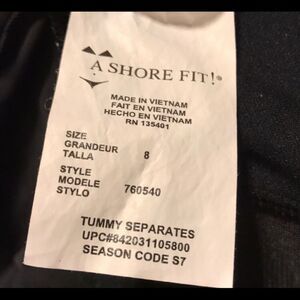 A SHORE FIT!®
MADE IN VIETNAM
FAIT EN VIETNAM
HECHO EN VIETNAM
RN 135401
SIZE
GRANDEUR
TALLA 8
STYLE
MODELE 760540
STYLO
TUMMY SEPARATES
UPC#842031105800
SEASON CODE S7